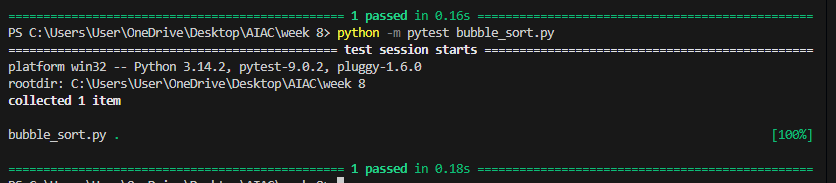 ============================================ 1 passed in 0.16s ============================================
PS C:\Users\User\OneDrive\Desktop\AIAC\week 8> python -m pytest bubble_sort.py
=========================================== test session starts ===========================================
platform win32 -- Python 3.14.2, pytest-9.0.2, pluggy-1.6.0
rootdir: C:\Users\User\OneDrive\Desktop\AIAC\week 8
collected 1 item

bubble_sort.py . [100%]

============================================ 1 passed in 0.18s ============================================
PS C:\Users\User\OneDrive\Desktop\AIAC\week 8>